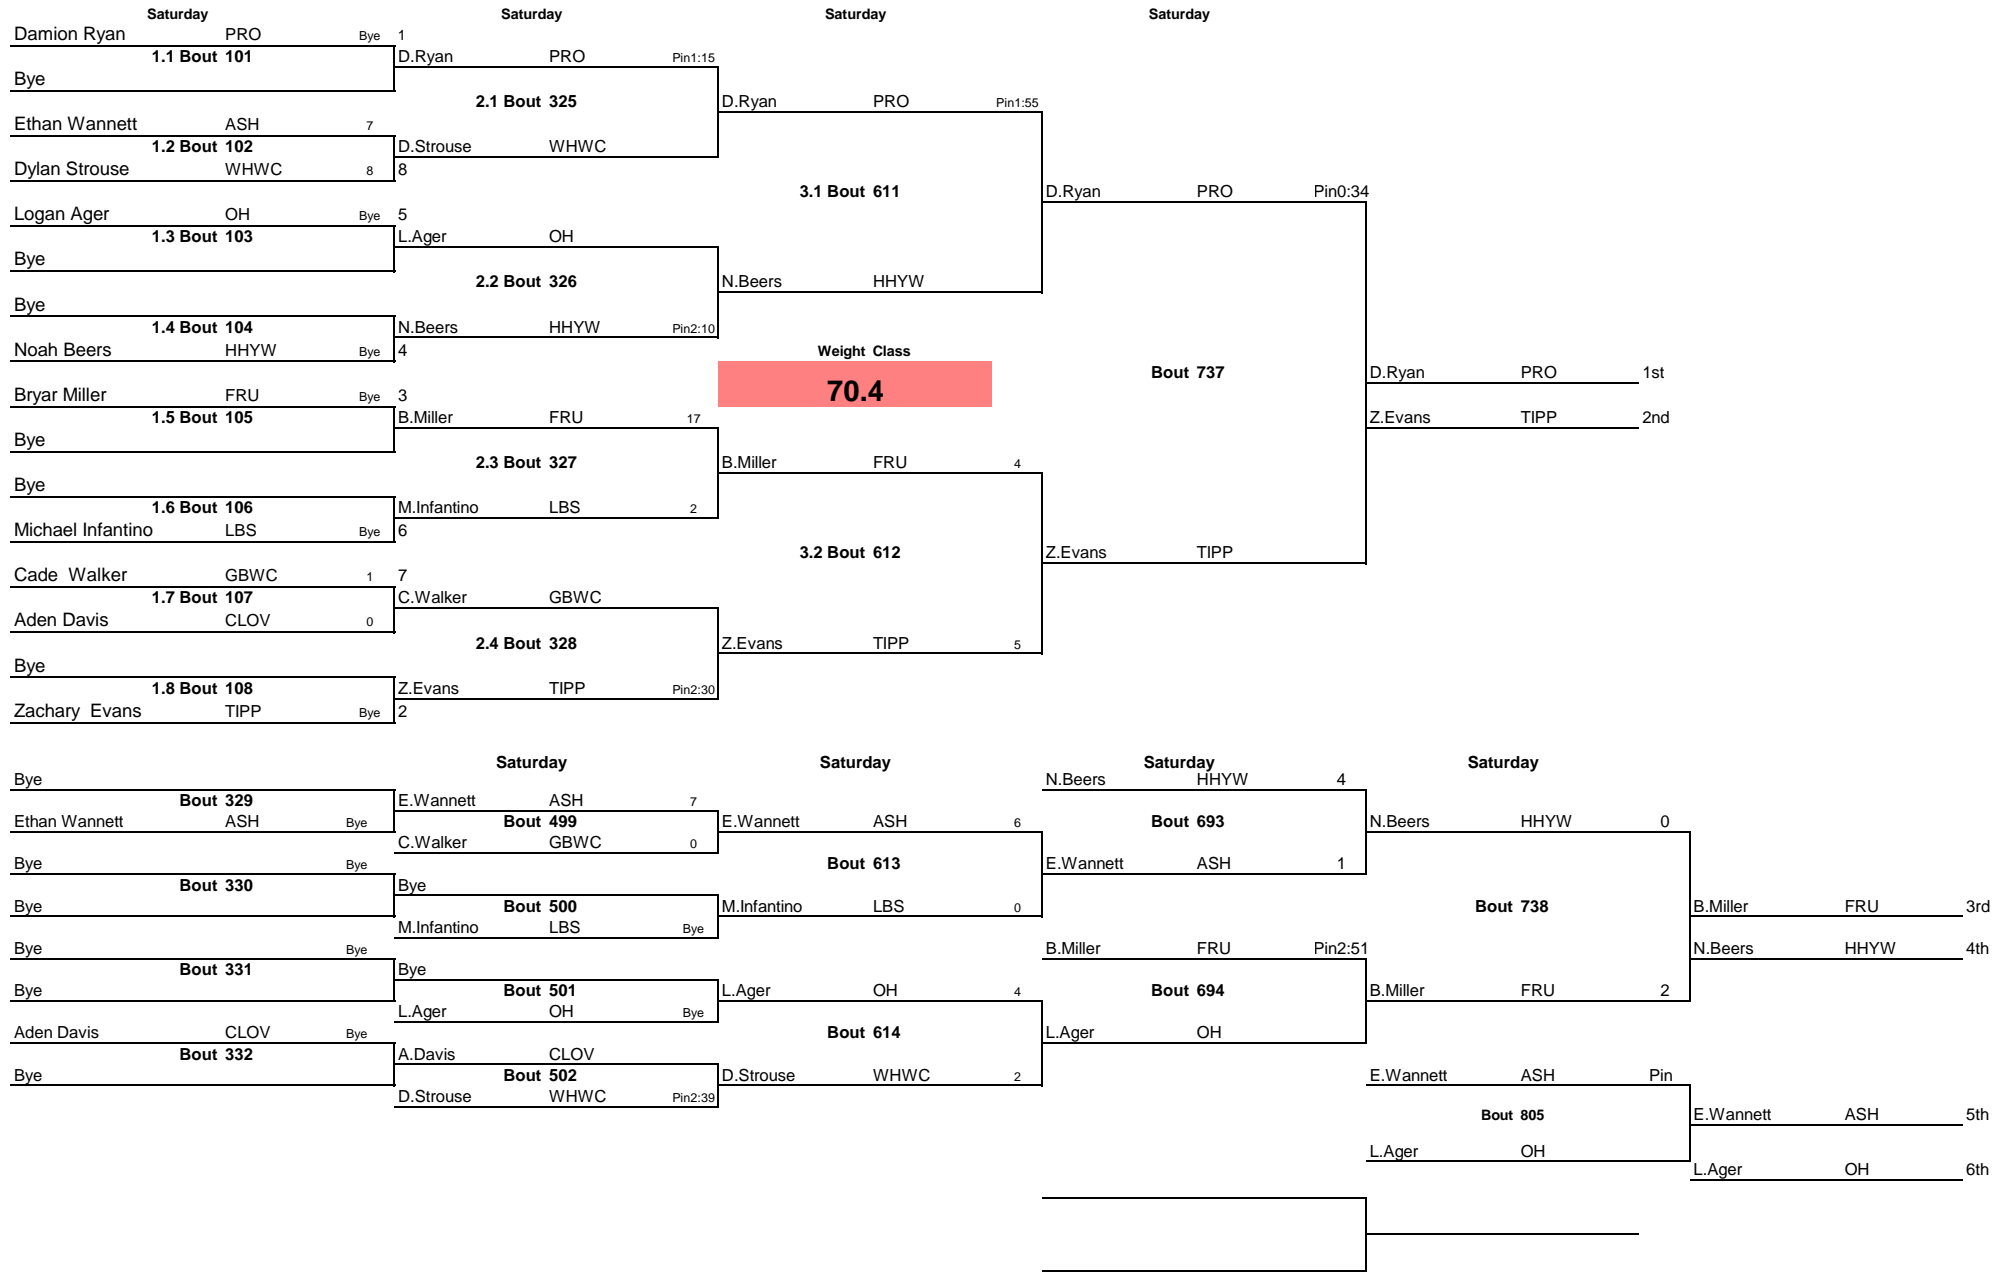 Saturday Saturday Saturday Saturday
Damion Ryan PRO Bye 1
1.1 Bout 101 D.Ryan PRO Pin1:15
Bye
2.1 Bout 325 D.Ryan PRO Pin1:55
Ethan Wannett ASH 7
1.2 Bout 102 D.Strouse WHWC
Dylan Strouse WHWC 8 8
3.1 Bout 611 D.Ryan PRO Pin0:34
Logan Ager OH Bye 5
1.3 Bout 103 L.Ager OH
Bye
2.2 Bout 326 N.Beers HHYW
Bye
1.4 Bout 104 N.Beers HHYW Pin2:10
Noah Beers HHYW Bye 4 Weight Class
Bout 737 D.Ryan PRO 1st
70.4
Bryar Miller FRU Bye 3
1.5 Bout 105 B.Miller FRU 17 Z.Evans TIPP 2nd
Bye
2.3 Bout 327 B.Miller FRU 4
Bye
1.6 Bout 106 M.Infantino LBS 2
Michael Infantino LBS Bye 6
3.2 Bout 612 Z.Evans TIPP
Cade Walker GBWC 1 7
1.7 Bout 107 C.Walker GBWC
Aden Davis CLOV 0
2.4 Bout 328 Z.Evans TIPP 5
Bye
1.8 Bout 108 Z.Evans TIPP Pin2:30
Zachary Evans TIPP Bye 2
Saturday Saturday Saturday Saturday
Bye N.Beers HHYW 4
Bout 329 E.Wannett ASH 7
Ethan Wannett ASH Bye Bout 499 E.Wannett ASH 6 Bout 693 N.Beers HHYW 0
C.Walker GBWC 0
Bye Bye Bout 613 E.Wannett ASH 1
Bout 330 Bye
Bye Bout 500 M.Infantino LBS 0 Bout 738 B.Miller FRU 3rd
M.Infantino LBS Bye
Bye Bye B.Miller FRU Pin2:51 N.Beers HHYW 4th
Bout 331 Bye
Bye Bout 501 L.Ager OH 4 Bout 694 B.Miller FRU 2
L.Ager OH Bye
Aden Davis CLOV Bye Bout 614 L.Ager OH
Bout 332 A.Davis CLOV
Bye Bout 502 D.Strouse WHWC 2 E.Wannett ASH Pin
D.Strouse WHWC Pin2:39
Bout 805 E.Wannett ASH 5th
L.Ager OH
L.Ager OH 6th